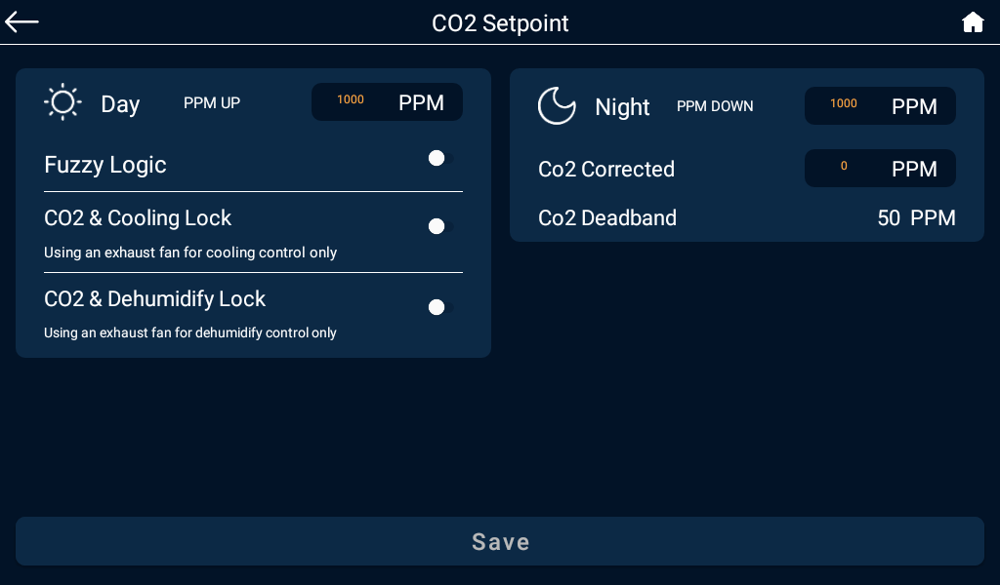 CO2 Setpoint
Day PPM UP 1000 PPM
Fuzzy Logic
CO2 & Cooling Lock
Using an exhaust fan for cooling control only
CO2 & Dehumidify Lock
Using an exhaust fan for dehumidify control only
Night PPM DOWN 1000 PPM
Co2 Corrected 0 PPM
Co2 Deadband 50 PPM
Save